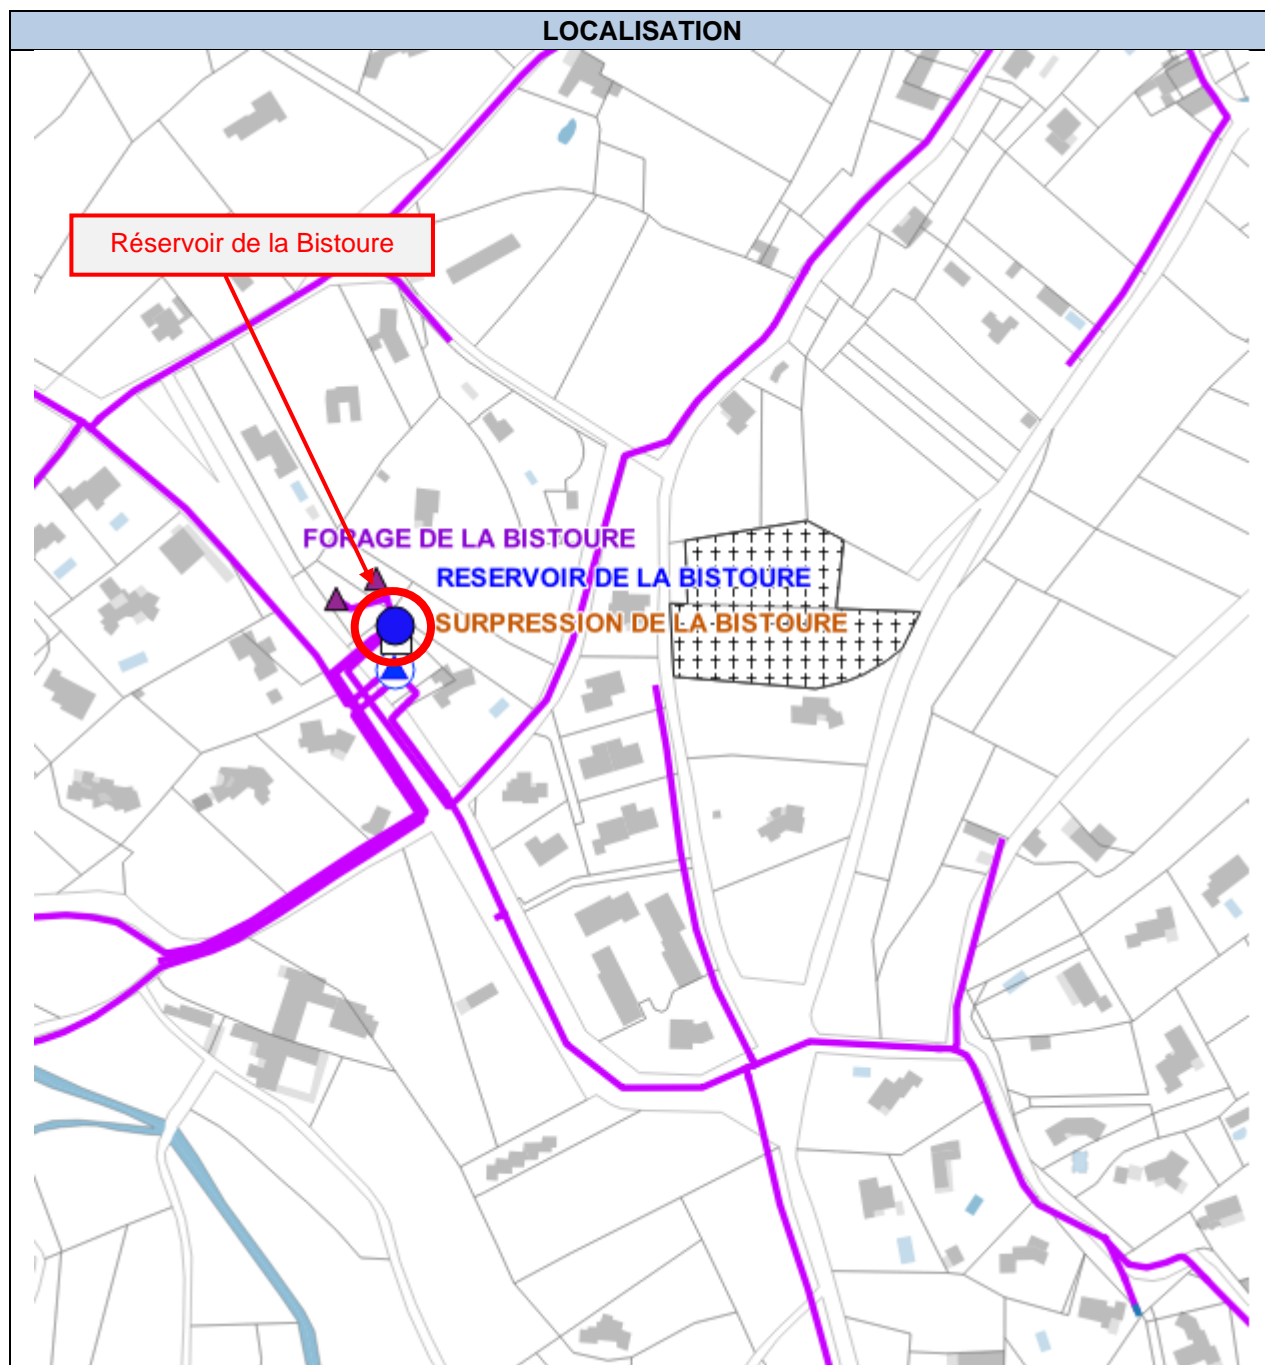 LOCALISATION
Réservoir de la Bistoure
FORAGE DE LA BISTOURE
RESERVOIR DE LA BISTOURE
SURPRESSION DE LA BISTOURE